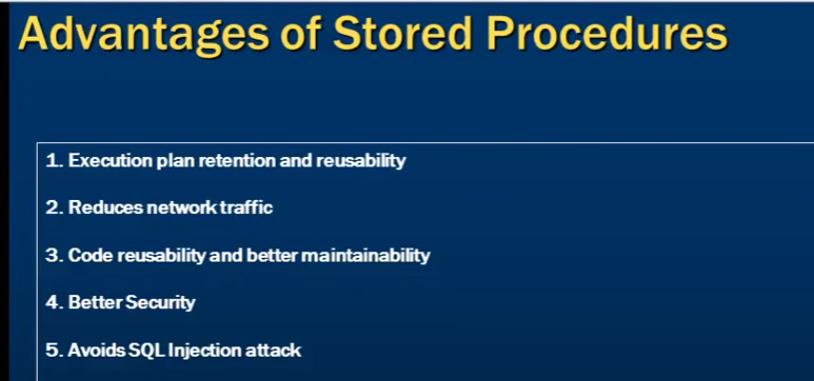 Advantages of Stored Procedures
1. Execution plan retention and reusability
2. Reduces network traffic
3. Code reusability and better maintainability
4. Better Security
5. Avoids SQL Injection attack